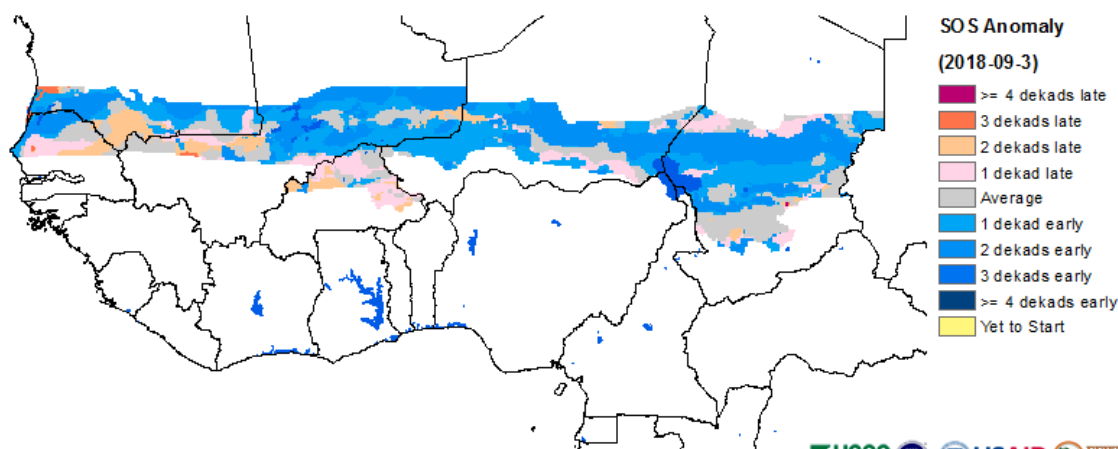 SOS Anomaly
(2018-09-3)
>= 4 dekads late
3 dekads late
2 dekads late
1 dekad late
Average
1 dekad early
2 dekads early
3 dekads early
>= 4 dekads early
Yet to Start